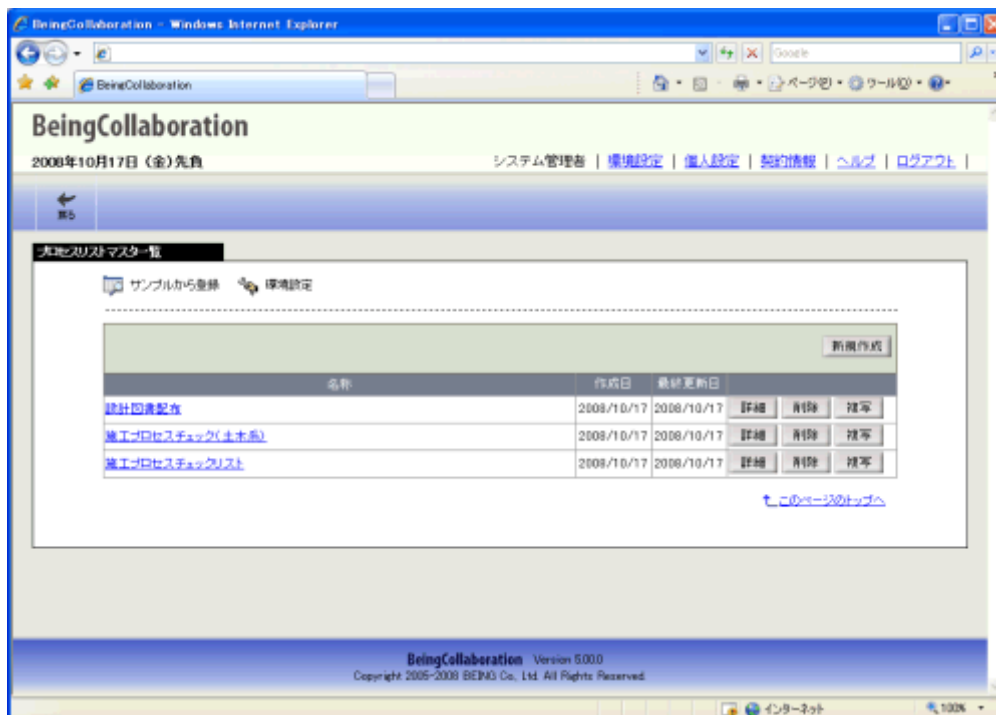 BeingCollaboration - Windows Internet Explorer
Google
BeingCollaboration
ページ(P) ツール(O)
BeingCollaboration
2008年10月17日 (金)先負
システム管理者 | 環境設定 | 個人設定 | 契約情報 | ヘルプ | ログアウト |
戻る
プロセスリストマスター覧
サンプルから登録 環境設定
新規作成
名称 作成日 最終更新日
設計図書配布 2008/10/17 2008/10/17 詳細 削除 複写
施工プロセスチェック(土木系) 2008/10/17 2008/10/17 詳細 削除 複写
施工プロセスチェックリスト 2008/10/17 2008/10/17 詳細 削除 複写
このページのトップへ
BeingCollaboration Version 5.00.0
Copyright 2005-2008 BEING Co., Ltd. All Rights Reserved.
インターネット 100%